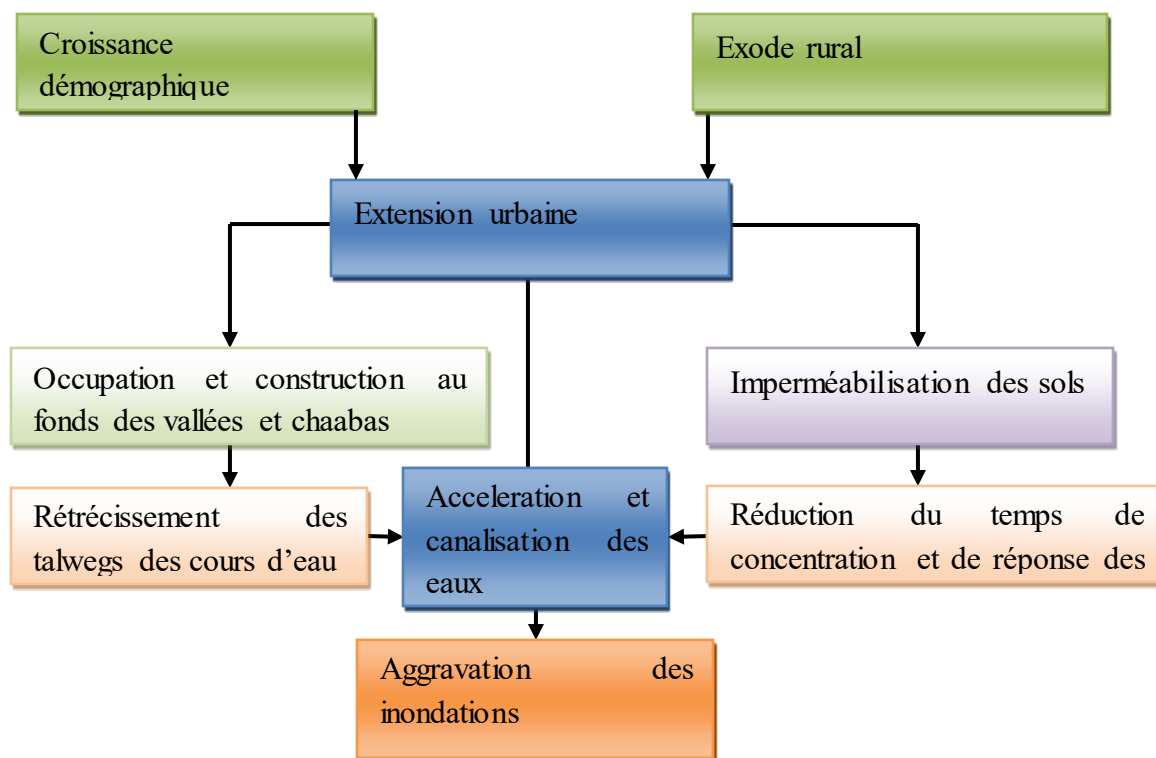 Croissance
démographique
Exode rural
Extension urbaine
Occupation et construction au
fonds des vallées et chaabas
Imperméabilisation des sols
Rétrécissement des
talwegs des cours d’eau
Acceleration et
canalisation des
eaux
Réduction du temps de
concentration et de réponse des
Aggravation des
inondations